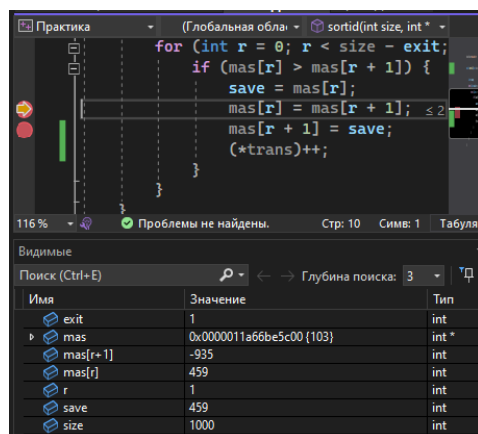 Практика (Глобальная обла sortid(int size, int *
for (int r = 0; r < size - exit;
if (mas[r] > mas[r + 1]) {
save = mas[r];
mas[r] = mas[r + 1]; ≤ 2
mas[r + 1] = save;
(*trans)++;
}
}
}
116 % Проблемы не найдены. Стр: 10 Симв: 1 Табуля
Видимые
Поиск (Ctrl+E) Глубина поиска: 3
Имя Значение Тип
exit 1 int
mas 0x0000011a66be5c00 {103} int *
mas[r+1] -935 int
mas[r] 459 int
r 1 int
save 459 int
size 1000 int